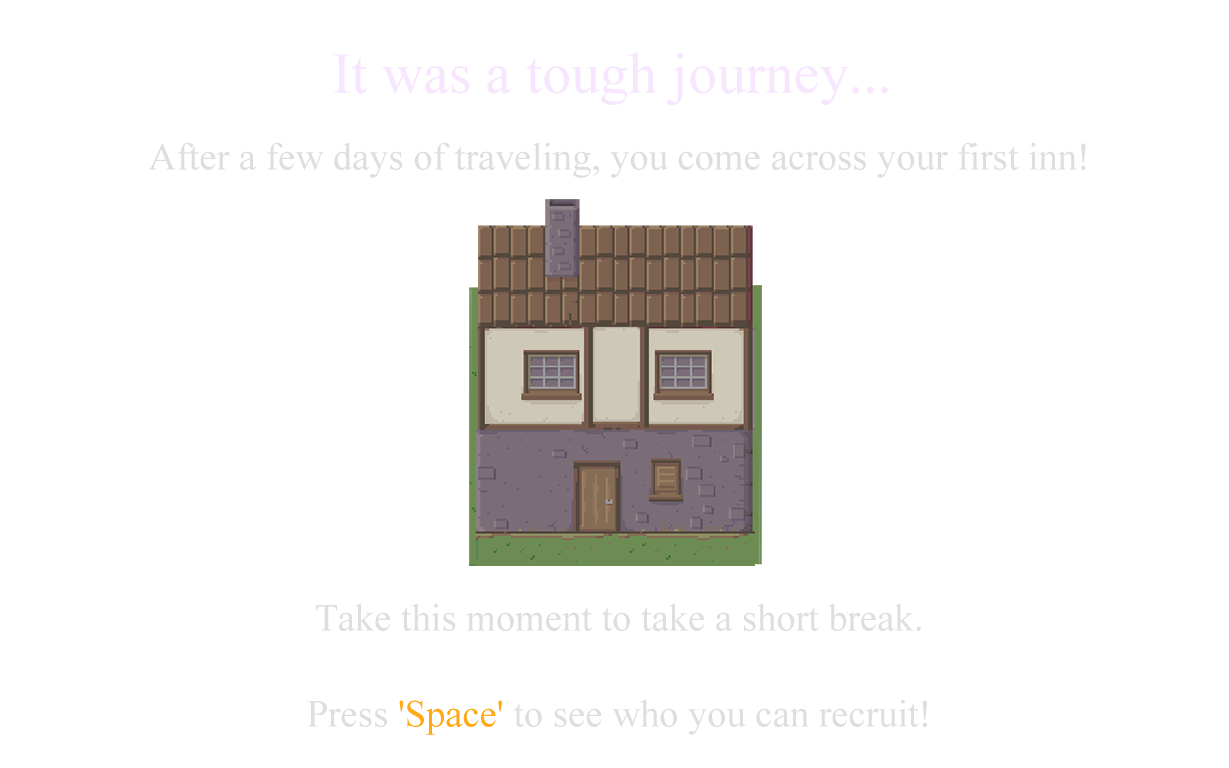 It was a tough journey...
After a few days of traveling, you come across your first inn!
Take this moment to take a short break.
Press 'Space' to see who you can recruit!